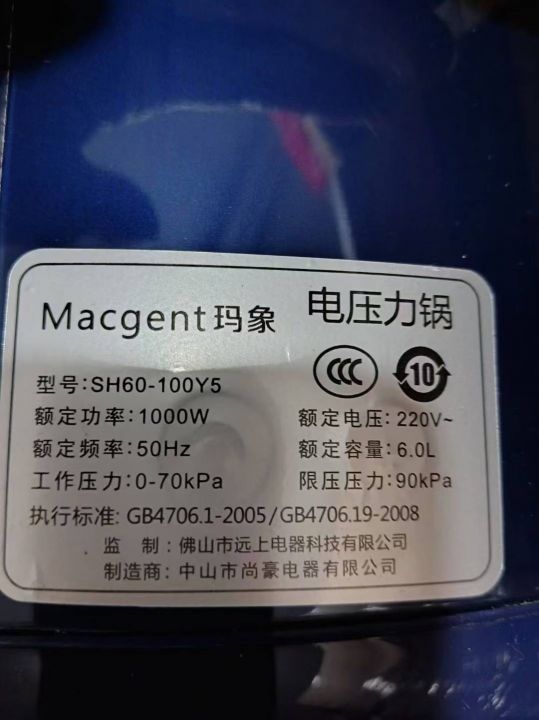 Macgent玛象 电压力锅
CCC 10
型号:SH60-100Y5
额定功率:1000W 额定电压:220V~
额定频率:50Hz 额定容量:6.0L
工作压力:0-70kPa 限压压力:90kPa
执行标准: GB4706.1-2005/GB4706.19-2008
监 制:佛山市远上电器科技有限公司
制造商:中山市尚豪电器有限公司